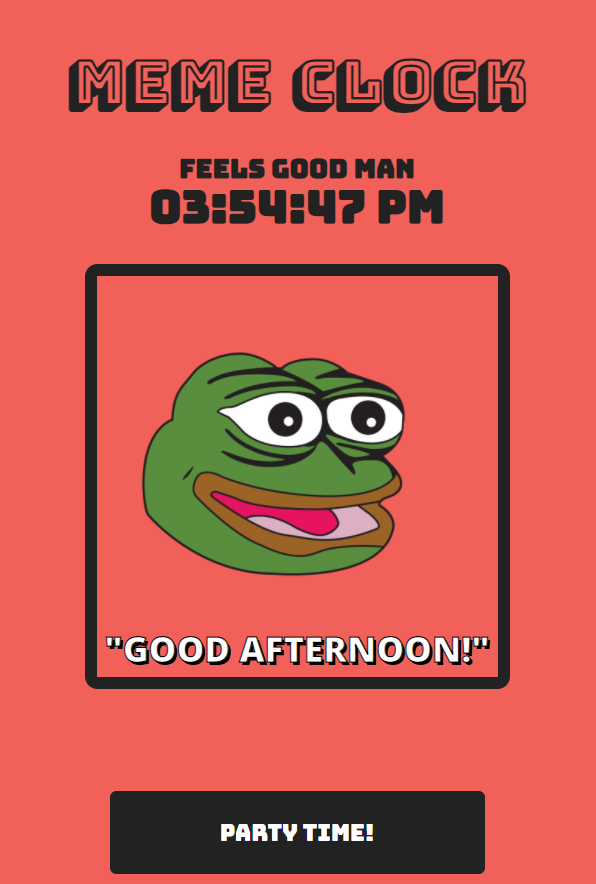 MEME CLOCK
FEELS GOOD MAN
03:54:47 PM
"GOOD AFTERNOON!"
PARTY TIME!